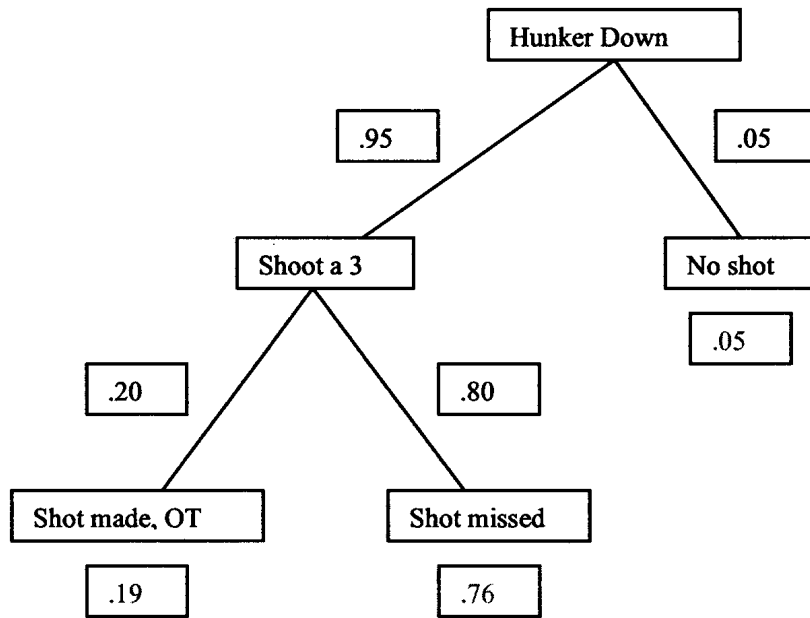 Hunker Down
.95
.05
Shoot a 3
No shot
.05
.20
.80
Shot made, OT
Shot missed
.19
.76